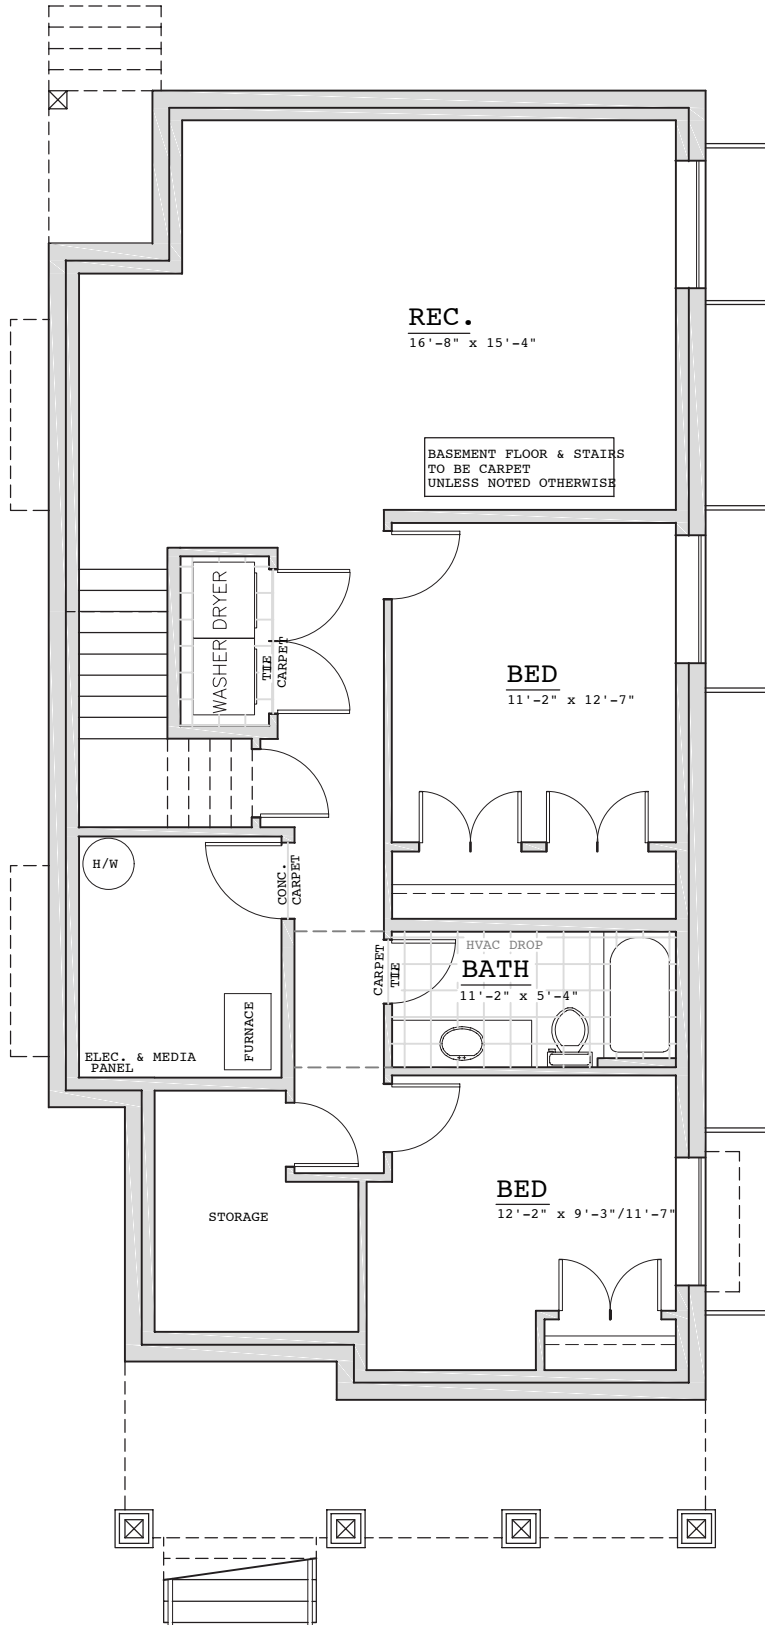 REC.
16'-8" x 15'-4"
BASEMENT FLOOR & STAIRS
TO BE CARPET
UNLESS NOTED OTHERWISE
DRYER
WASHER
TILE
CARPET
BED
11'-2" x 12'-7"
H/W
CONC.
CARPET
HVAC DROP
CARPET
TILE
BATH
11'-2" x 5'-4"
FURNACE
ELEC. & MEDIA
PANEL
BED
12'-2" x 9'-3"/11'-7"
STORAGE